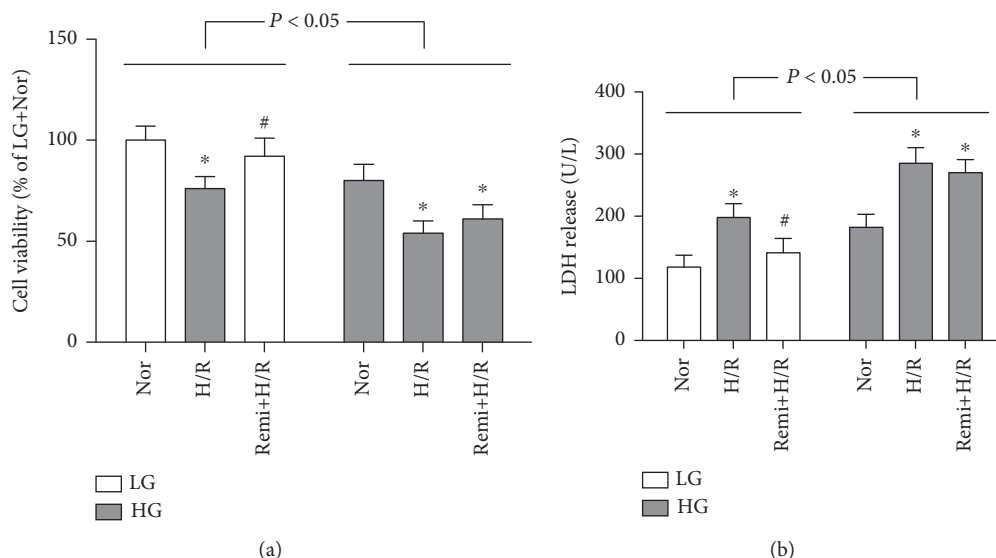 P < 0.05
150
100
50
0
Cell viability (% of LG+Nor)
*
#
*
*
Nor
H/R
Remi+H/R
Nor
H/R
Remi+H/R
LG
HG
(a)
P < 0.05
400
300
200
100
0
LDH release (U/L)
*
#
*
*
Nor
H/R
Remi+H/R
Nor
H/R
Remi+H/R
LG
HG
(b)